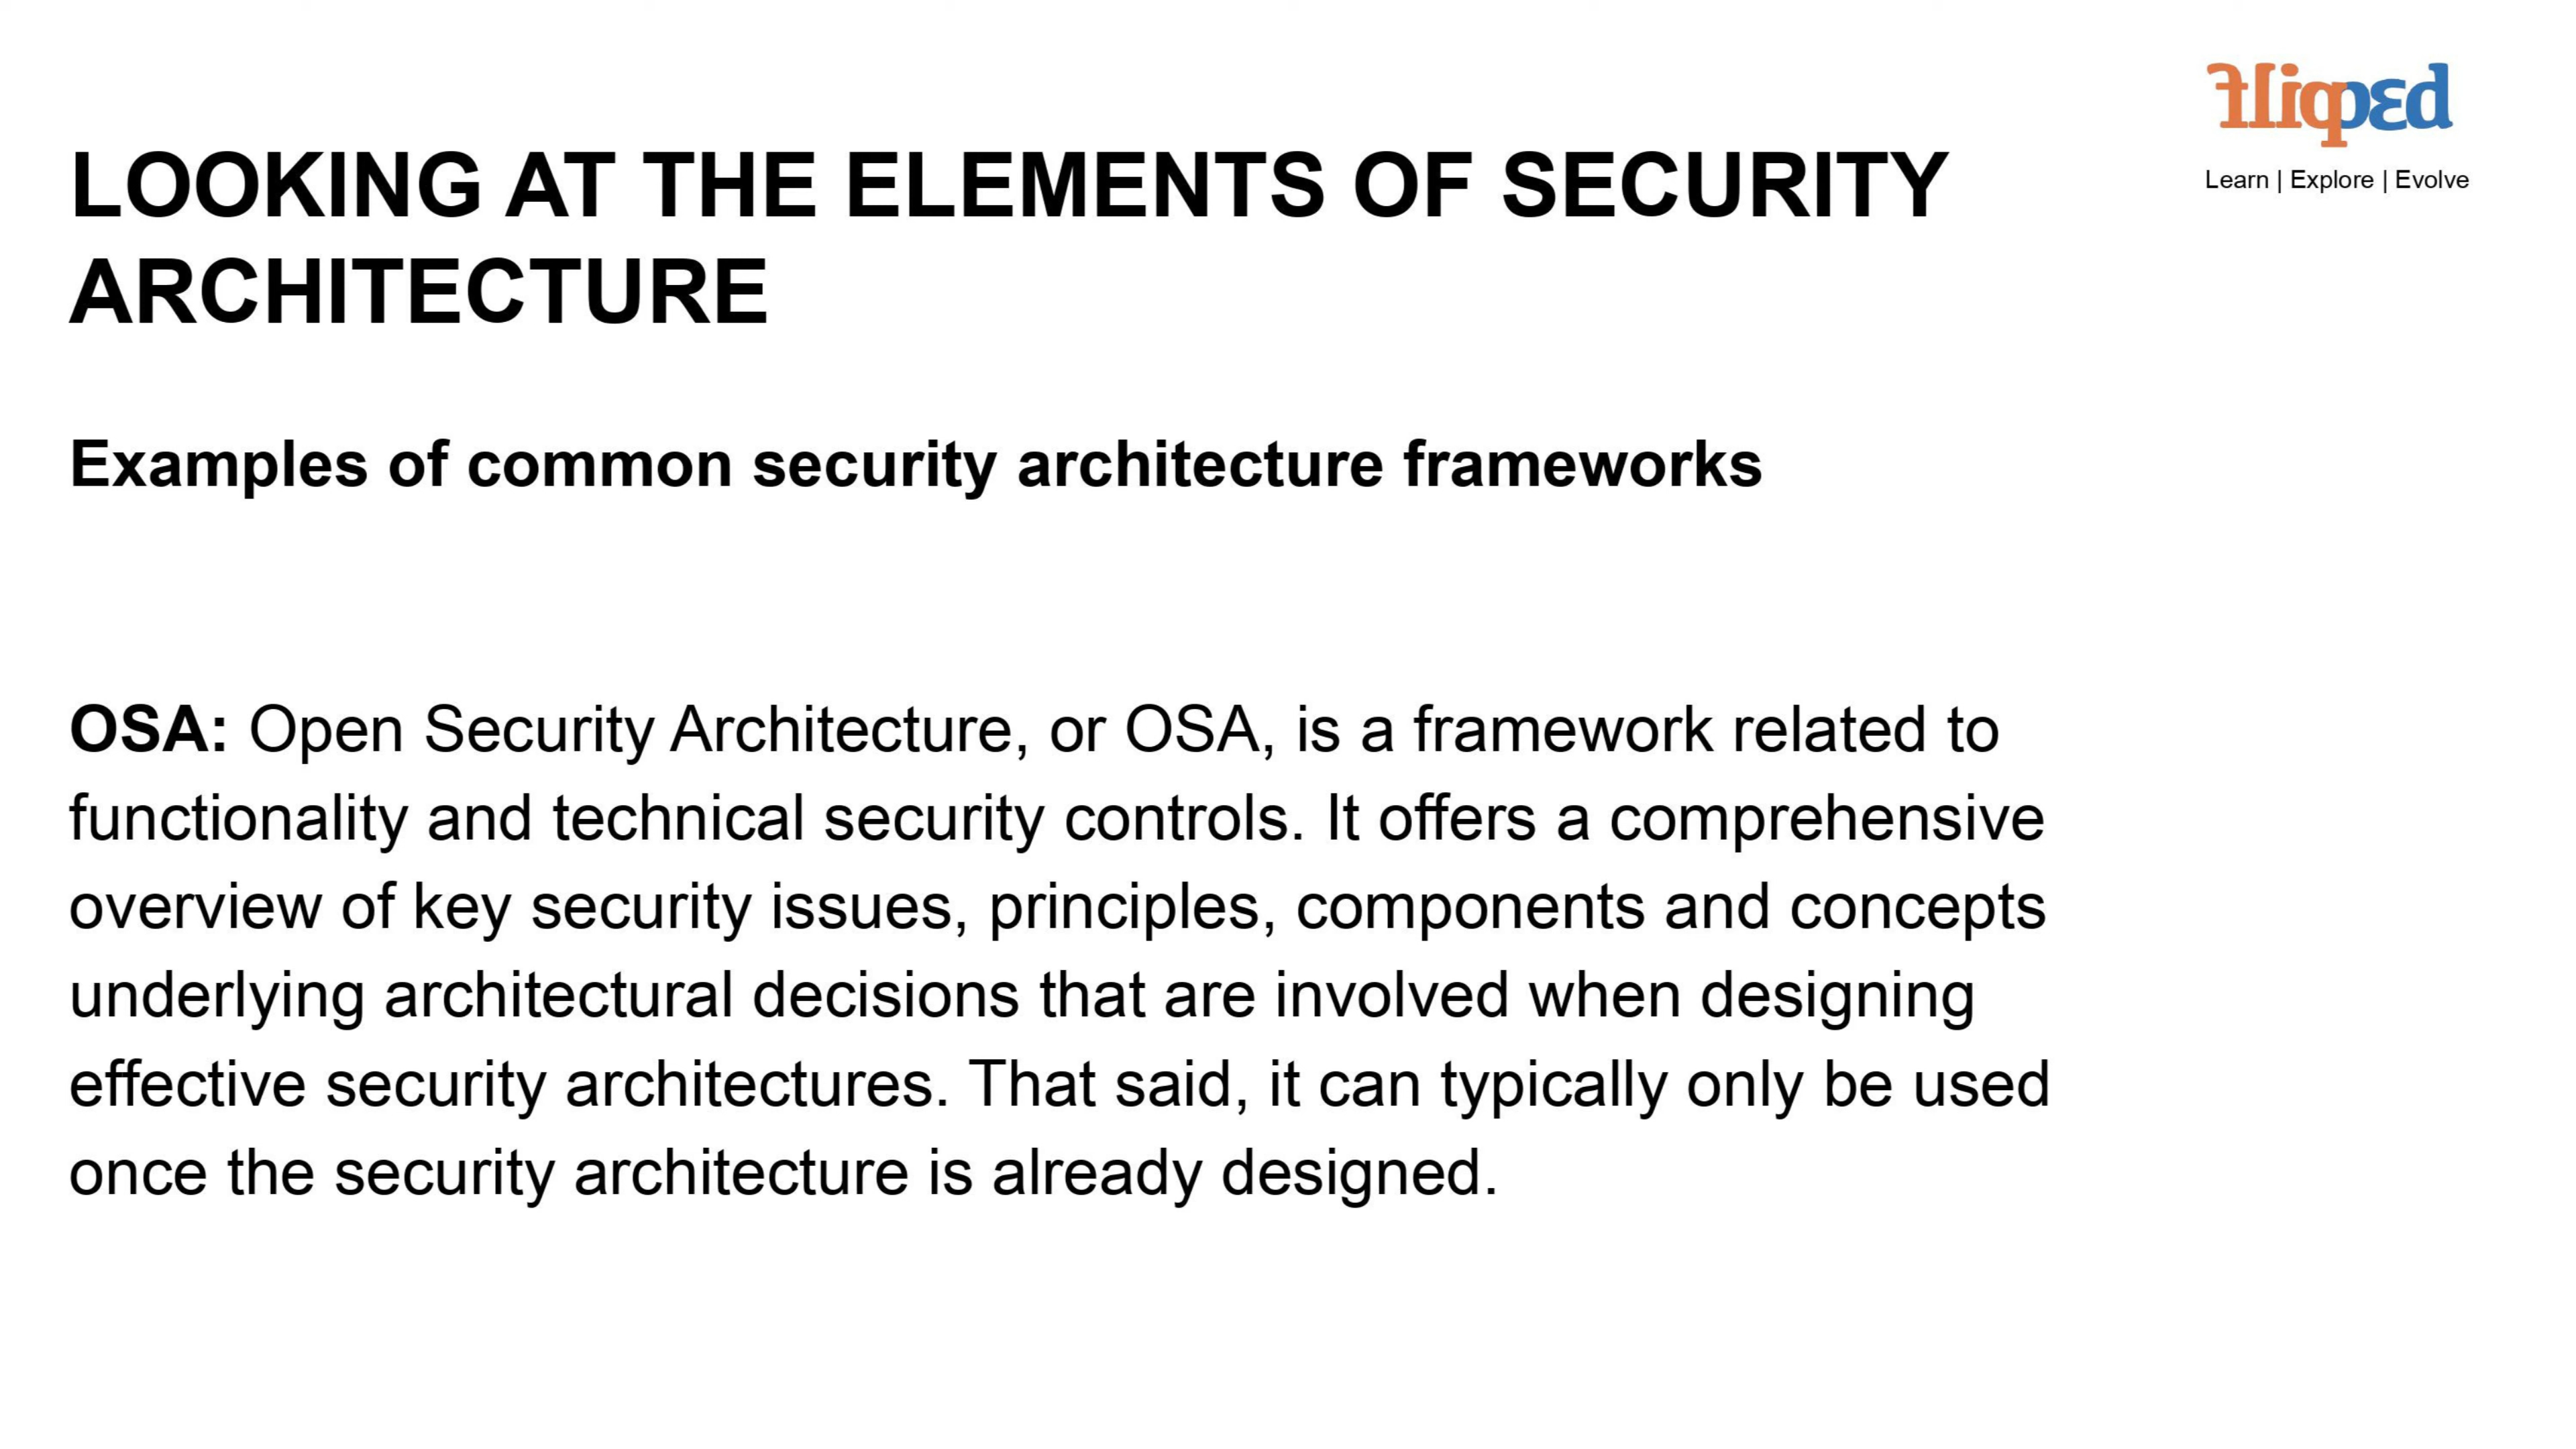 flipped
Learn | Explore | Evolve
LOOKING AT THE ELEMENTS OF SECURITY
ARCHITECTURE
Examples of common security architecture frameworks
OSA: Open Security Architecture, or OSA, is a framework related to
functionality and technical security controls. It offers a comprehensive
overview of key security issues, principles, components and concepts
underlying architectural decisions that are involved when designing
effective security architectures. That said, it can typically only be used
once the security architecture is already designed.